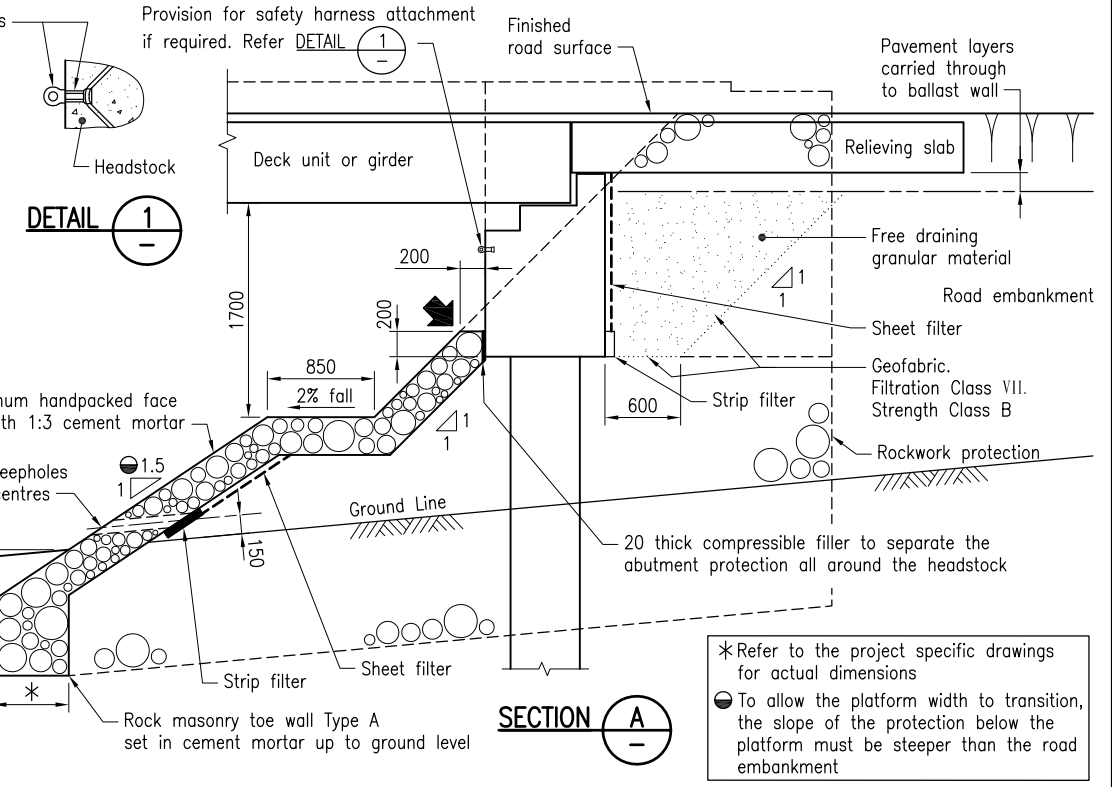 Provision for safety harness attachment
if required. Refer DETAIL 1
–
Finished
road surface
Pavement layers
carried through
to ballast wall
Headstock
DETAIL 1
–
Deck unit or girder
Relieving slab
200
1700
200
850
2% fall
1
1
1
1
Free draining
granular material
Road embankment
Sheet filter
Geofabric.
Filtration Class VII.
Strength Class B
Strip filter
600
Rockwork protection
handpacked face
1:3 cement mortar
centres
1.5
1
150
Ground Line
20 thick compressible filler to separate the
abutment protection all around the headstock
Sheet filter
Strip filter
*
Rock masonry toe wall Type A
set in cement mortar up to ground level
SECTION A
–
* Refer to the project specific drawings
for actual dimensions
To allow the platform width to transition,
the slope of the protection below the
platform must be steeper than the road
embankment